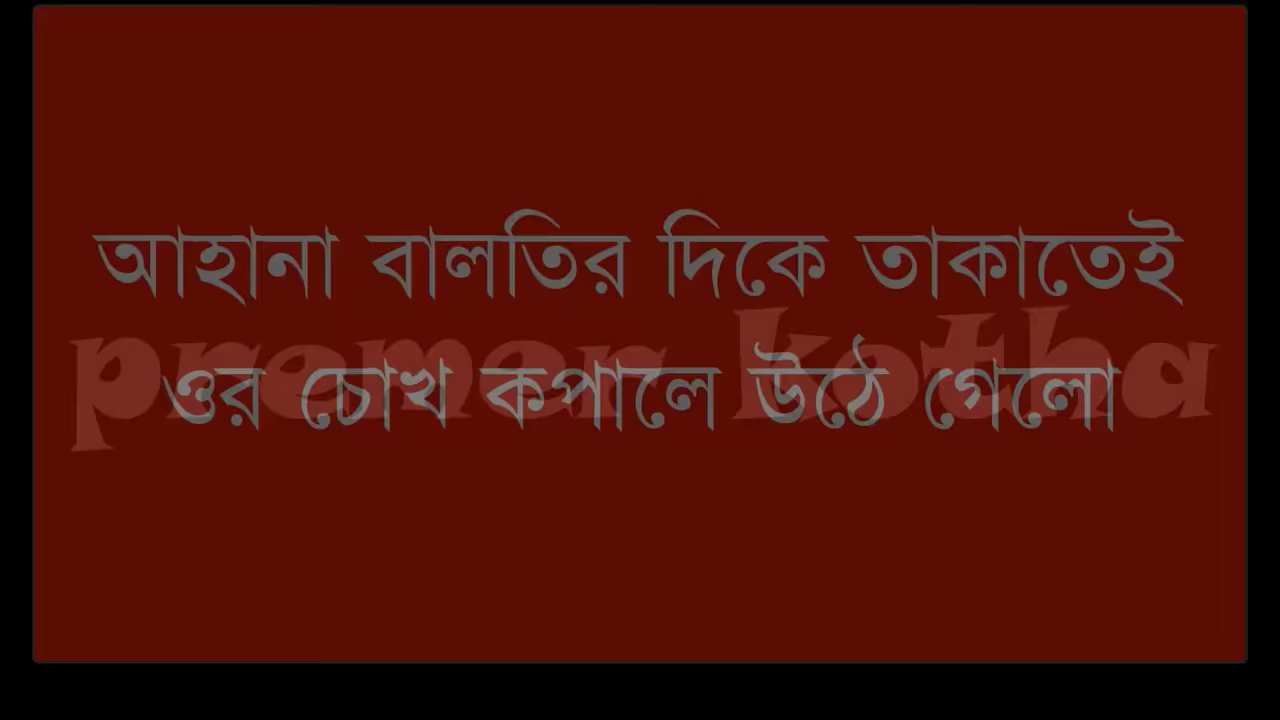 আহানা বালতির দিকে তাকাতেই
premer kotha
ওর চোখ কপালে উঠে গেলো